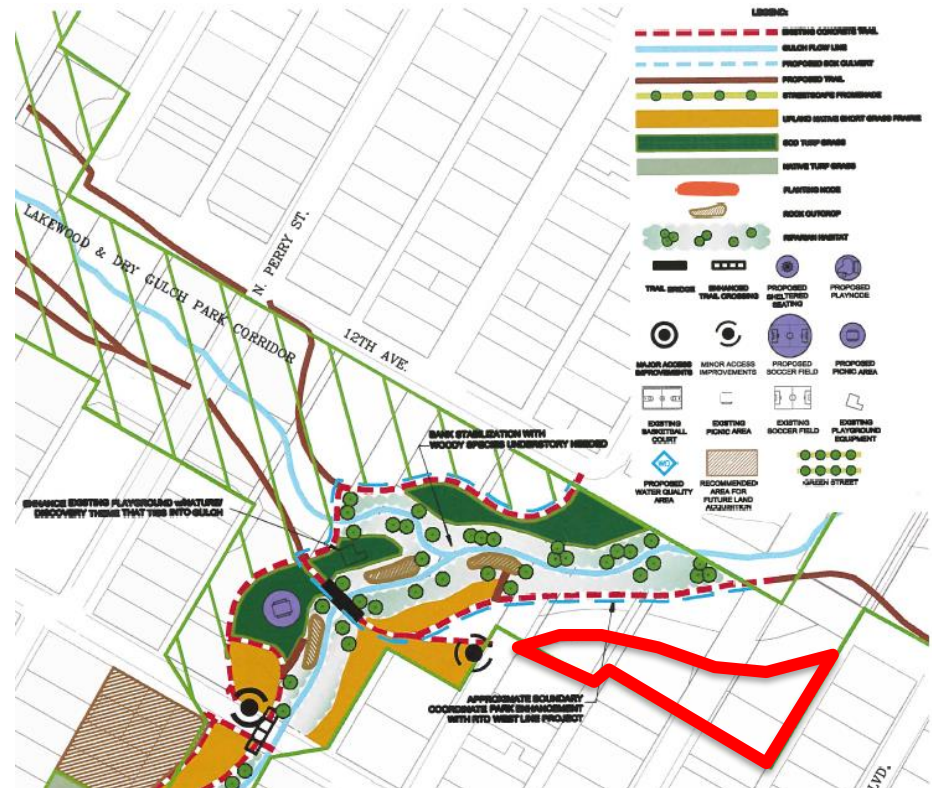 LEGEND:
EXISTING CONCRETE TRAIL
GULCH FLOW LINE
PROPOSED BOX CULVERT
PROPOSED TRAIL
STREETSCAPE PROMENADE
UPLAND NATIVE SHORT GRASS PRAIRIE
SOD TURF GRASS
NATIVE TURF GRASS
PLANTING NODE
ROCK OUTCROP
RIPARIAN HABITAT
TRAIL BRIDGE
ENHANCED
TRAIL CROSSING
PROPOSED
SHELTERED
SEATING
PROPOSED
PLAYNODE
MAJOR ACCESS
IMPROVEMENTS
MINOR ACCESS
IMPROVEMENTS
PROPOSED
SOCCER FIELD
PROPOSED
PICNIC AREA
EXISTING
BASKETBALL
COURT
EXISTING
PICNIC AREA
EXISTING
SOCCER FIELD
EXISTING
PLAYGROUND
EQUIPMENT
PROPOSED
WATER QUALITY
AREA
RECOMMENDED
AREA FOR
FUTURE LAND
ACQUISITION
GREEN STREET
LAKEWOOD & DRY GULCH PARK CORRIDOR
N. PERRY ST.
12TH AVE.
BANK STABILIZATION WITH
WOODY SPECIES UNDERSTORY NEEDED
ENHANCE EXISTING PLAYGROUND w/NATURE/
DISCOVERY THEME THAT TIES INTO GULCH
APPROXIMATE BOUNDARY
COORDINATE PARK ENHANCEMENT
WITH RTD WEST LINE PROJECT
LVD.